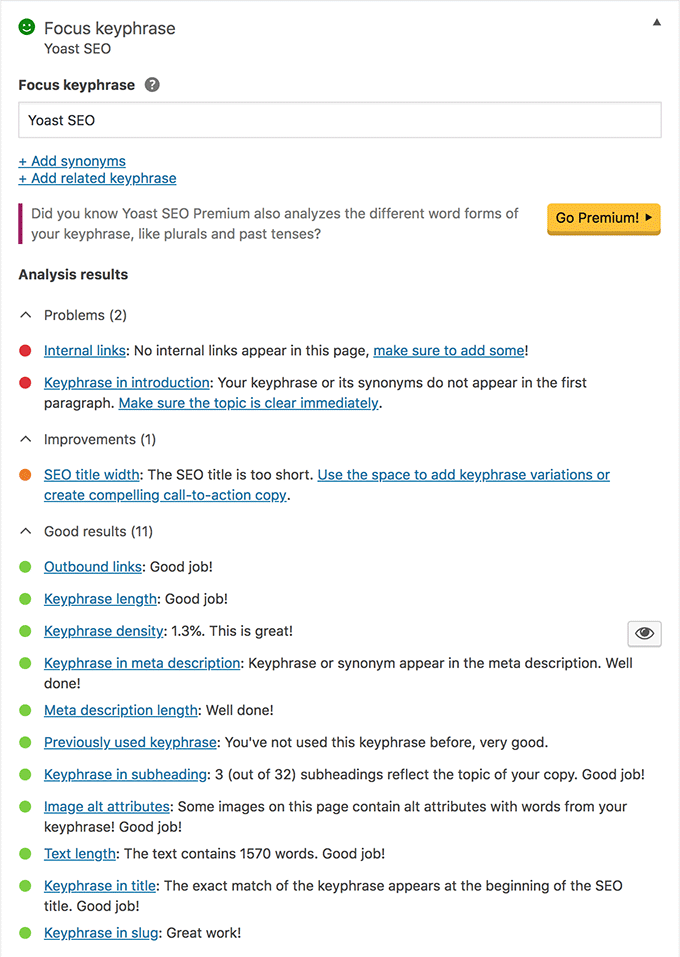 Focus keyphrase
Yoast SEO
Focus keyphrase ?
Yoast SEO
+ Add synonyms
+ Add related keyphrase
Did you know Yoast SEO Premium also analyzes the different word forms of
your keyphrase, like plurals and past tenses?
Go Premium!
Analysis results
Problems (2)
Internal links: No internal links appear in this page, make sure to add some!
Keyphrase in introduction: Your keyphrase or its synonyms do not appear in the first
paragraph. Make sure the topic is clear immediately.
Improvements (1)
SEO title width: The SEO title is too short. Use the space to add keyphrase variations or
create compelling call-to-action copy.
Good results (11)
Outbound links: Good job!
Keyphrase length: Good job!
Keyphrase density: 1.3%. This is great!
Keyphrase in meta description: Keyphrase or synonym appear in the meta description. Well
done!
Meta description length: Well done!
Previously used keyphrase: You've not used this keyphrase before, very good.
Keyphrase in subheading: 3 (out of 32) subheadings reflect the topic of your copy. Good job!
Image alt attributes: Some images on this page contain alt attributes with words from your
keyphrase! Good job!
Text length: The text contains 1570 words. Good job!
Keyphrase in title: The exact match of the keyphrase appears at the beginning of the SEO
title. Good job!
Keyphrase in slug: Great work!